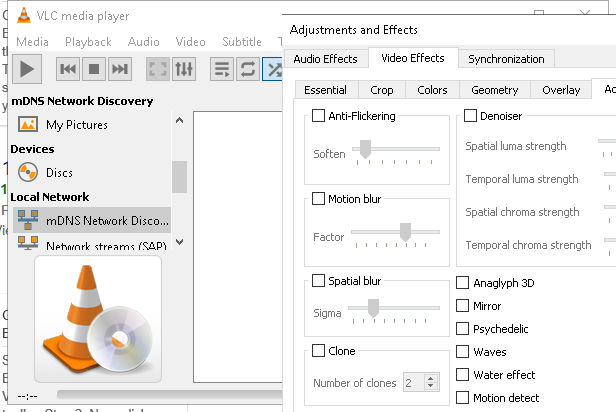 VLC media player
Media Playback Audio Video Subtitle
mDNS Network Discovery
My Pictures
Devices
Discs
Local Network
mDNS Network Disco...
Network streams (SAP)
--:--
Adjustments and Effects
Audio Effects Video Effects Synchronization
Essential Crop Colors Geometry Overlay
Anti-Flickering
Soften
Motion blur
Factor
Spatial blur
Sigma
Clone
Number of clones 2
Denoiser
Spatial luma strength
Temporal luma strength
Spatial chroma strength
Temporal chroma strength
Anaglyph 3D
Mirror
Psychedelic
Waves
Water effect
Motion detect